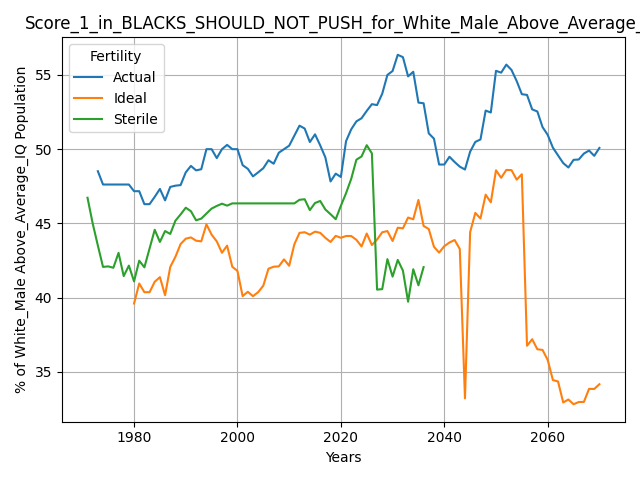 Score_1_in_BLACKS_SHOULD_NOT_PUSH_for_White_Male_Above_Average_
Fertility
Actual
Ideal
Sterile
% of White_Male Above_Average_IQ Population
55
50
45
40
35
1980
2000
2020
2040
2060
Years